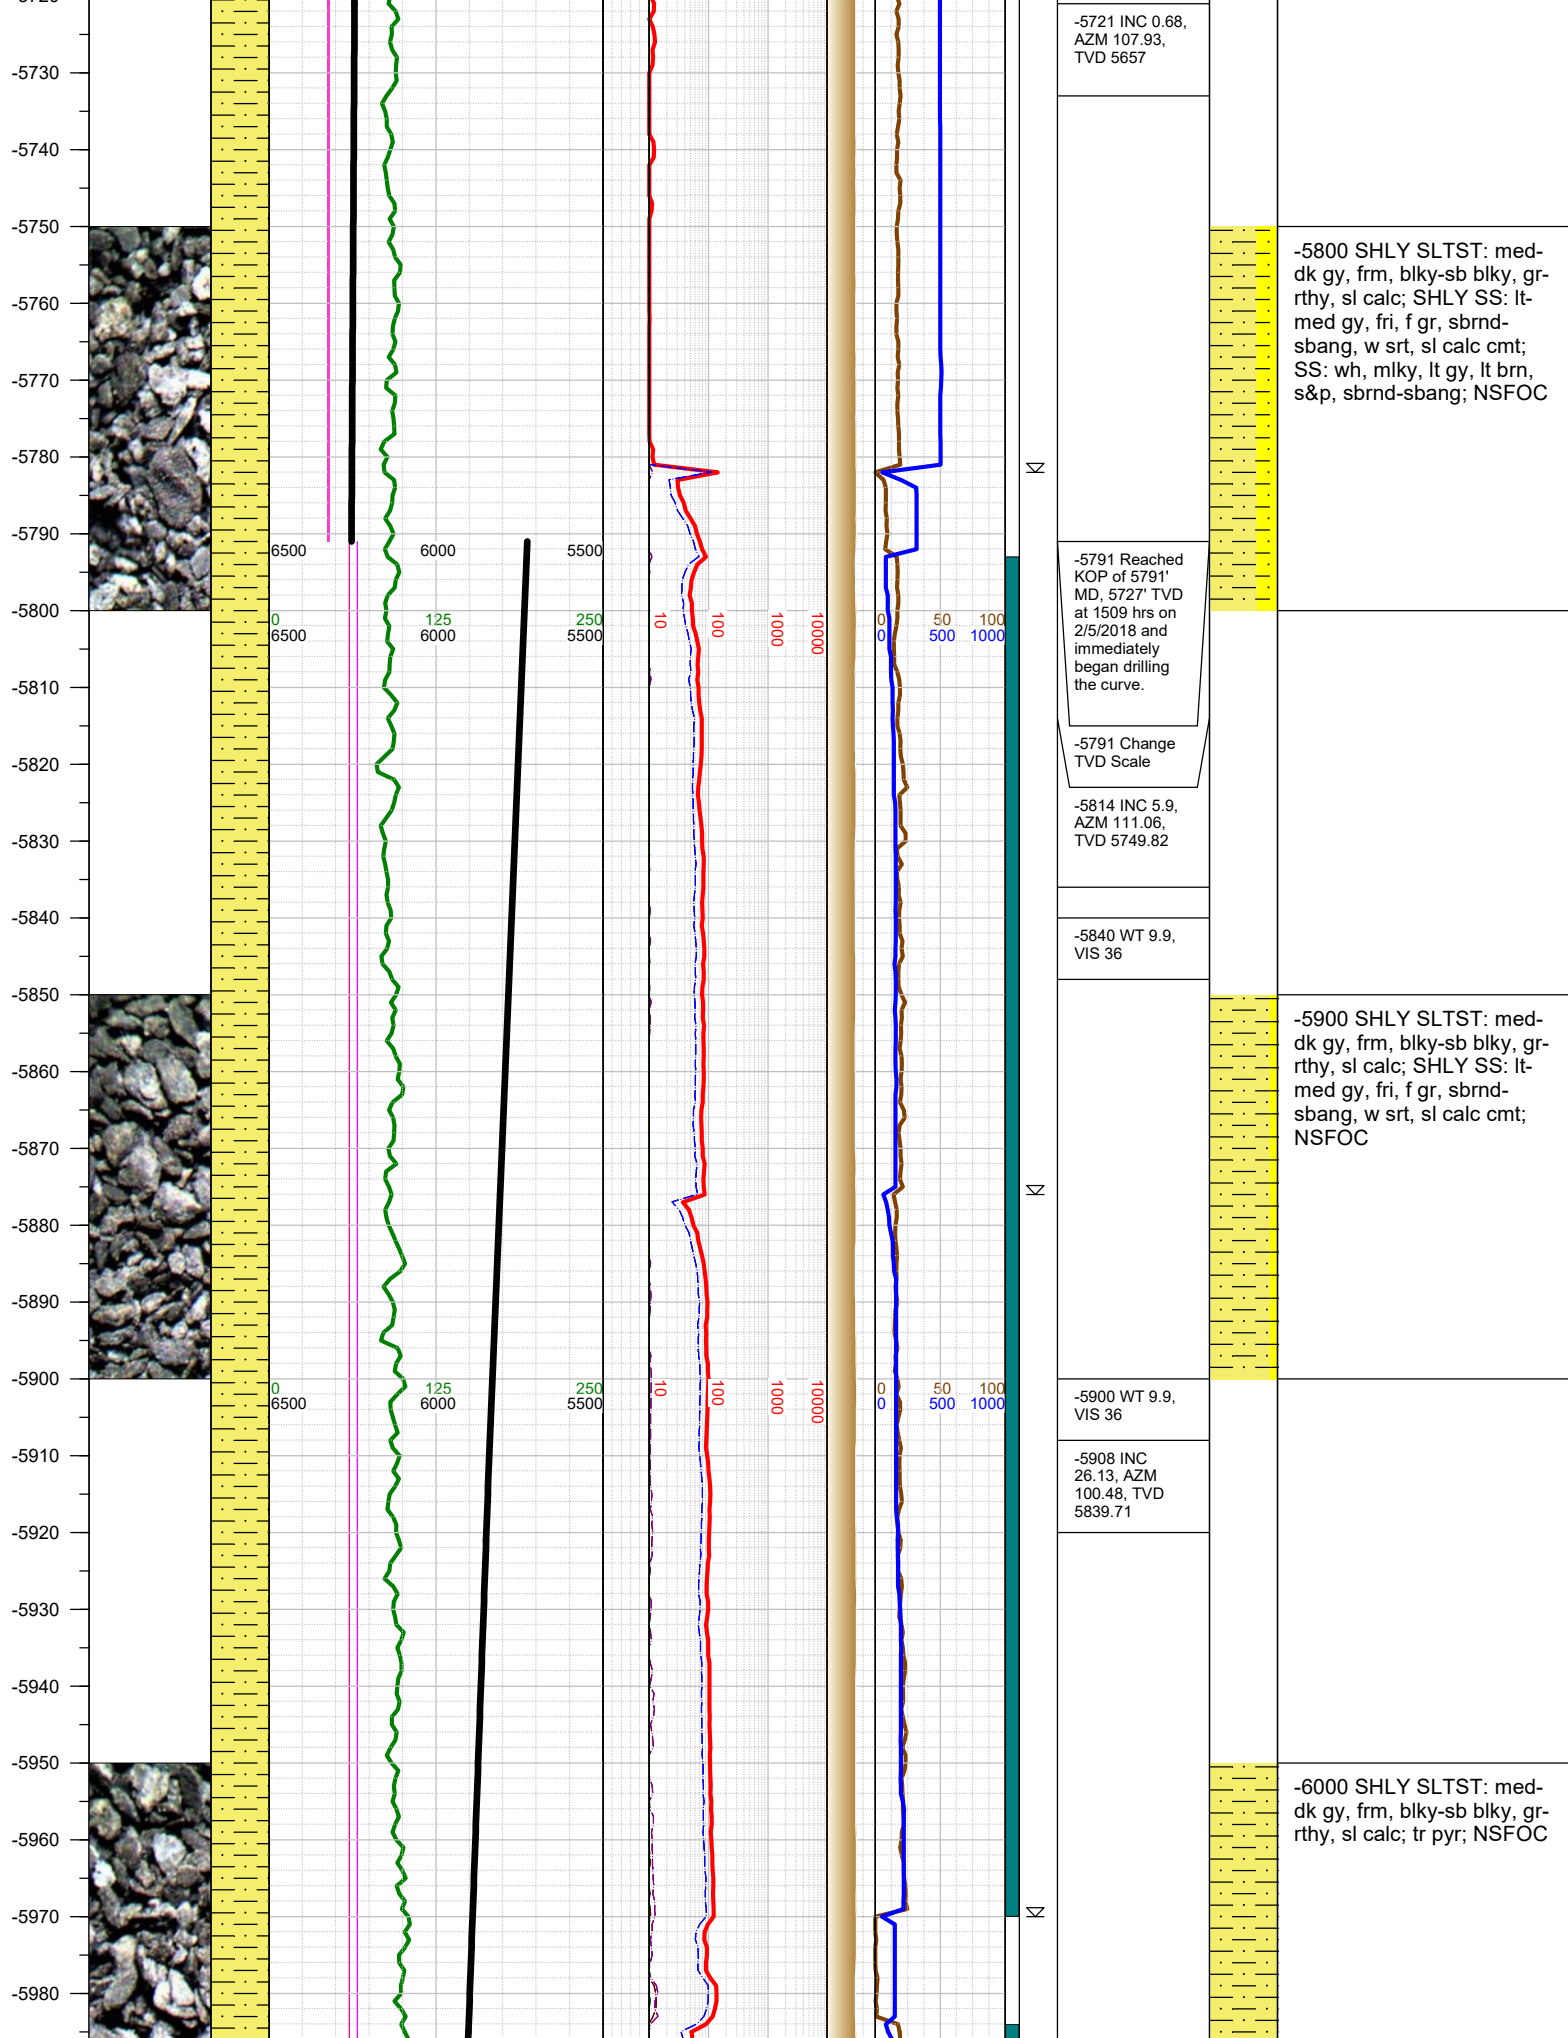 -5721 INC 0.68,
AZM 107.93,
TVD 5657
-5730
-5740
-5750
-5800 SHLY SLTST: med-
dk gy, frm, blky-sb blky, gr-
rthy, sl calc; SHLY SS: lt-
med gy, fri, f gr, sbrnd-
sbang, w srt, sl calc cmt;
SS: wh, mlky, lt gy, lt brn,
s&p, sbrnd-sbang; NSFOC
-5760
-5770
-5780
-5790
6500 6000 5500
-5791 Reached
KOP of 5791'
MD, 5727' TVD
at 1509 hrs on
2/5/2018 and
immediately
began drilling
the curve.
-5800
0 125 250 10 100 1000 10000 0 50 100
6500 6000 5500 0 500 1000
-5810
-5791 Change
TVD Scale
-5820
-5814 INC 5.9,
AZM 111.06,
TVD 5749.82
-5830
-5840
-5840 WT 9.9,
VIS 36
-5850
-5900 SHLY SLTST: med-
dk gy, frm, blky-sb blky, gr-
rthy, sl calc; SHLY SS: lt-
med gy, fri, f gr, sbrnd-
sbang, w srt, sl calc cmt;
NSFOC
-5860
-5870
-5880
-5890
-5900
0 125 250 10 100 1000 10000 0 50 100
6500 6000 5500 0 500 1000
-5900 WT 9.9,
VIS 36
-5910
-5908 INC
26.13, AZM
100.48, TVD
5839.71
-5920
-5930
-5940
-5950
-6000 SHLY SLTST: med-
dk gy, frm, blky-sb blky, gr-
rthy, sl calc; tr pyr; NSFOC
-5960
-5970
-5980